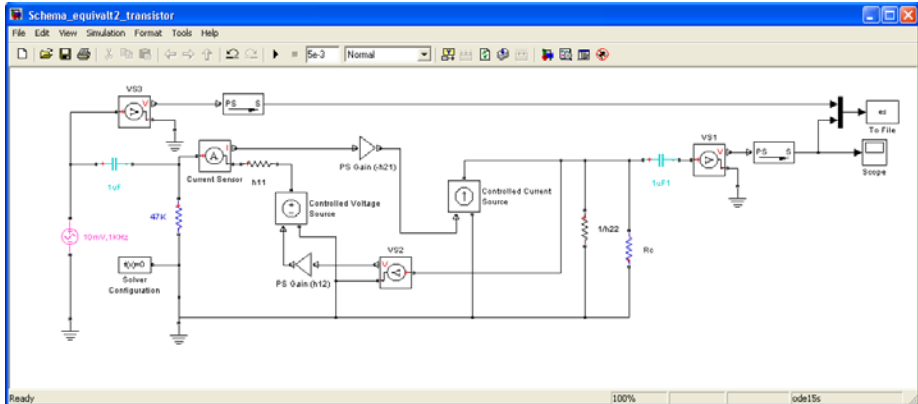 Schema_equivalt2_transistor
File Edit View Simulation Format Tools Help
5e-3 Normal
VS3
V
PS S
es
To File
VS1
V
PS S
Scope
I
A
Current Sensor
h11
PS Gain (-h21)
1uF
1uF1
Controlled Current
Source
Controlled Voltage
Source
47K
1/h22
Rc
10mV,1KHz
VS2
V
f(x)=0
Solver
Configuration
PS Gain (h12)
Ready 100% ode15s